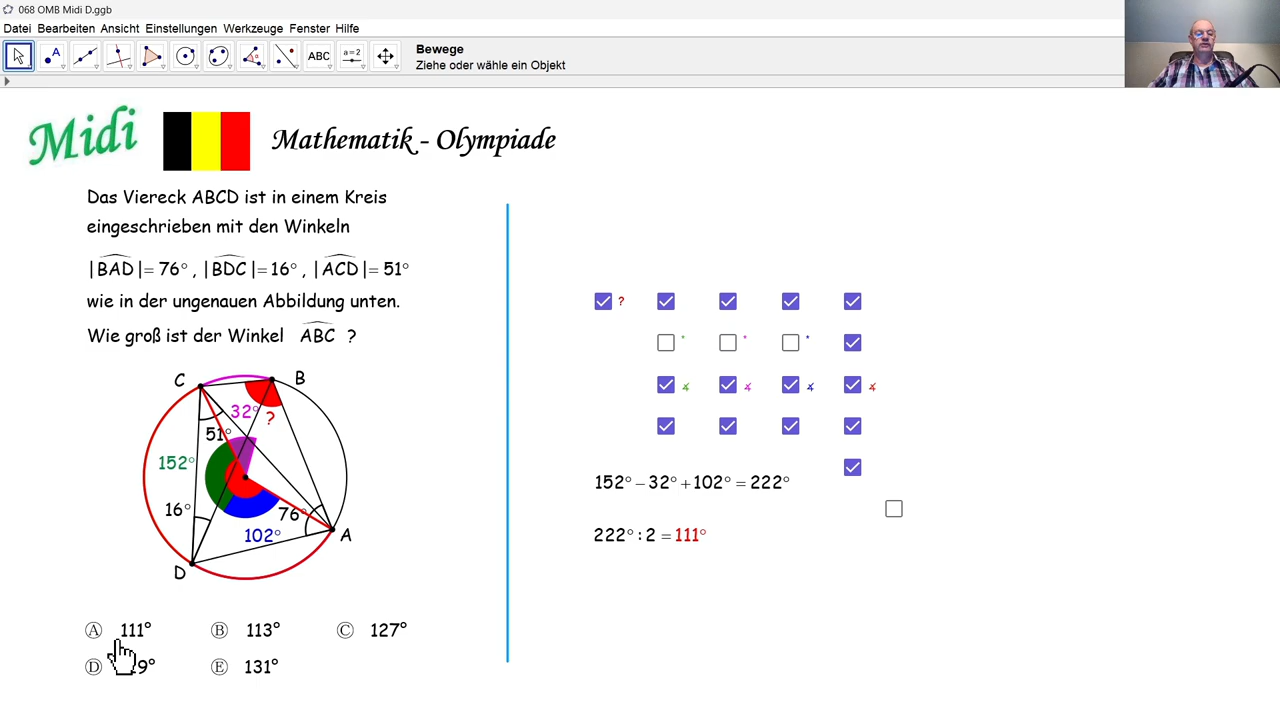 068 OMB Midi D.ggb
Datei Bearbeiten Ansicht Einstellungen Werkzeuge Fenster Hilfe
A
ABC
a=2
Bewege
Ziehe oder wähle ein Objekt
Midi
Mathematik - Olympiade
Das Viereck ABCD ist in einem Kreis
eingeschrieben mit den Winkeln
|BAD|= 76° , |BDC|= 16° , |ACD|= 51°
wie in der ungenauen Abbildung unten.
Wie groß ist der Winkel ABC ?
C
B
32°
?
51°
152°
16°
76°
102°
A
D
Ⓐ 111° Ⓑ 113° Ⓒ 127°
Ⓓ 9° Ⓔ 131°
?
152° – 32° + 102° = 222°
222° : 2 = 111°